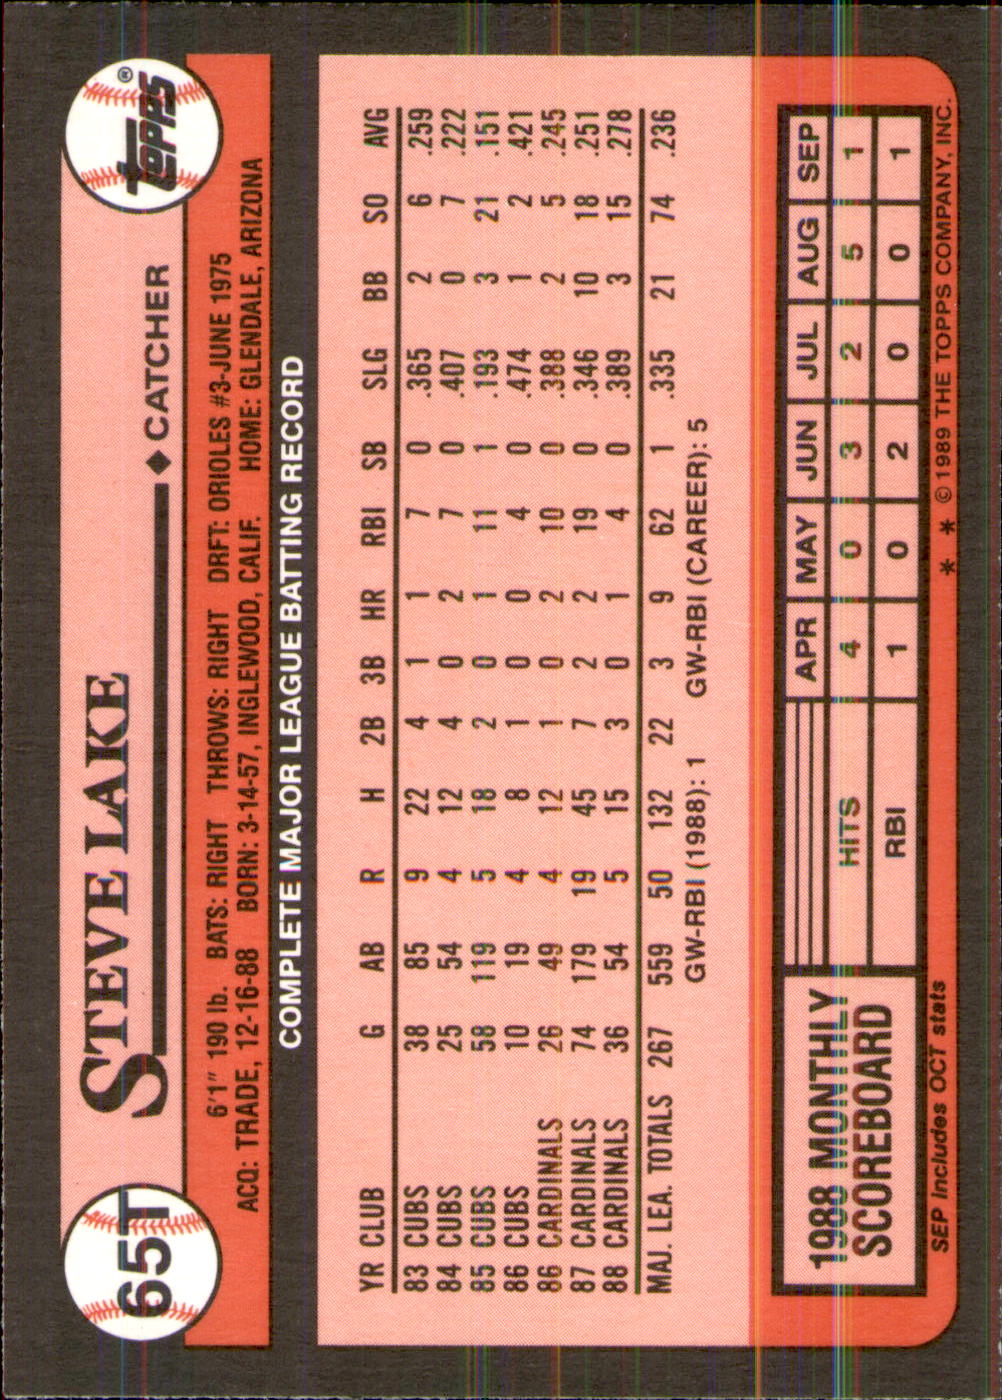 65T STEVE LAKE ◆ CATCHER Topps®
6'1" 190 lb. BATS: RIGHT THROWS: RIGHT DRFT: ORIOLES #3-JUNE 1975
ACQ: TRADE, 12-16-88 BORN: 3-14-57, INGLEWOOD, CALIF. HOME: GLENDALE, ARIZONA
COMPLETE MAJOR LEAGUE BATTING RECORD
YR CLUB G AB R H 2B 3B HR RBI SB SLG BB SO AVG
83 CUBS 38 85 9 22 4 1 1 7 0 .365 2 6 .259
84 CUBS 25 54 4 12 4 0 2 7 0 .407 0 7 .222
85 CUBS 58 119 5 18 2 0 1 11 1 .193 3 21 .151
86 CUBS 10 19 4 8 1 0 0 4 0 .474 1 2 .421
86 CARDINALS 26 49 4 12 1 0 2 10 0 .388 2 5 .245
87 CARDINALS 74 179 19 45 7 2 2 19 0 .346 10 18 .251
88 CARDINALS 36 54 5 15 3 0 1 4 0 .389 3 15 .278
MAJ. LEA. TOTALS 267 559 50 132 22 3 9 62 1 .335 21 74 .236
GW-RBI (1988): 1 GW-RBI (CAREER): 5
1988 MONTHLY
SCOREBOARD
APR MAY JUN JUL AUG SEP
HITS 4 0 3 2 5 1
RBI 1 0 2 0 0 1
SEP Includes OCT stats
* * © 1989 THE TOPPS COMPANY, INC.